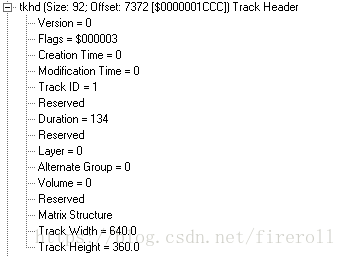 tkhd (Size: 92; Offset: 7372 [$0000001CCC]) Track Header
Version = 0
Flags = $000003
Creation Time = 0
Modification Time = 0
Track ID = 1
Reserved
Duration = 134
Reserved
Layer = 0
Alternate Group = 0
Volume = 0
Reserved
Matrix Structure
Track Width = 640.0
Track Height = 360.0
https://blog.csdn.net/fireroll